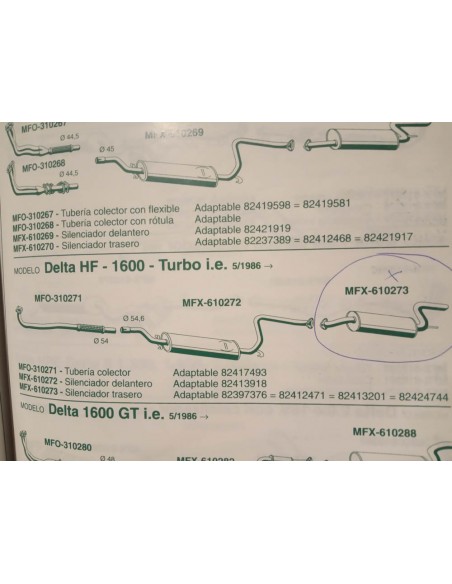 MFO-310267
Ø 44,5
MFX-610269
Ø 45
MFO-310268
Ø 44,5
MFO-310267 - Tubería colector con flexible Adaptable 82419598 = 82419581
MFO-310268 - Tubería colector con rótula Adaptable
MFX-610269 - Silenciador delantero Adaptable 82421919
MFX-610270 - Silenciador trasero Adaptable 82237389 = 82412468 = 82421917
MODELO Delta HF - 1600 - Turbo i.e. 5/1986 →
MFO-310271
Ø 54,6
MFX-610272
MFX-610273
Ø 54
MFO-310271 - Tubería colector Adaptable 82417493
MFX-610272 - Silenciador delantero Adaptable 82413918
MFX-610273 - Silenciador trasero Adaptable 82397376 = 82412471 = 82413201 = 82424744
MODELO Delta 1600 GT i.e. 5/1986 →
MFO-310280
MFX-610288
Ø 48